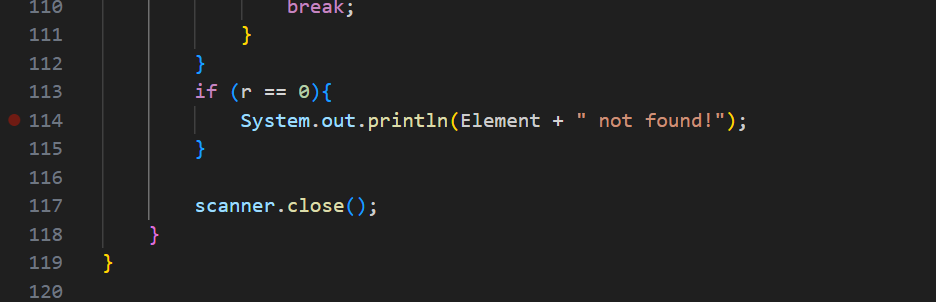 110 break;
111 }
112 }
113 if (r == 0){
114 System.out.println(Element + " not found!");
115 }
116
117 scanner.close();
118 }
119 }
120